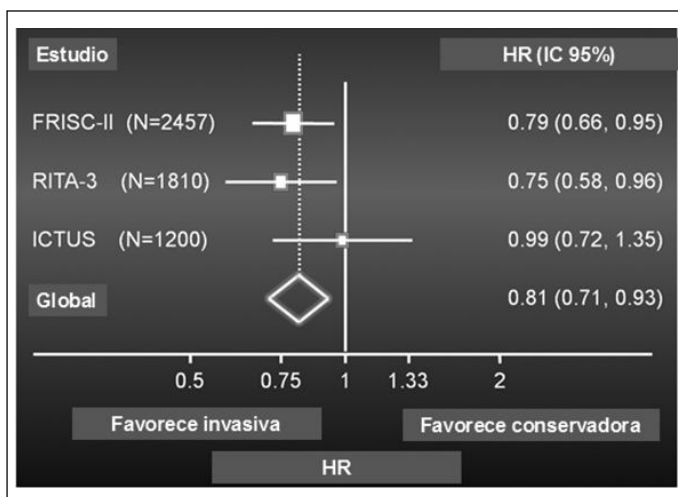 Estudio HR (IC 95%)
FRISC-II (N=2457) 0.79 (0.66, 0.95)
RITA-3 (N=1810) 0.75 (0.58, 0.96)
ICTUS (N=1200) 0.99 (0.72, 1.35)
Global 0.81 (0.71, 0.93)
0.5 0.75 1 1.33 2
Favorece invasiva Favorece conservadora
HR